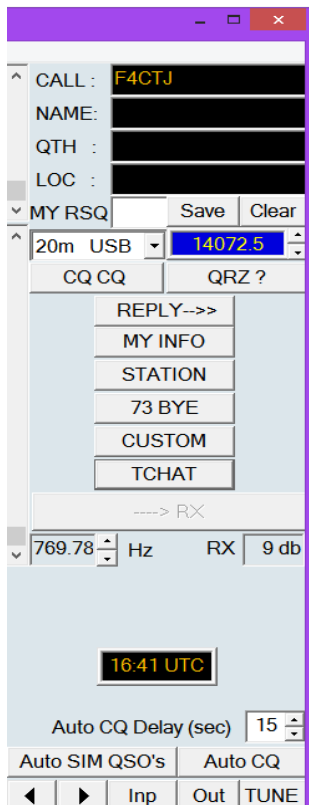 CALL : F4CTJ
NAME:
QTH :
LOC :
MY RSQ Save Clear
20m USB 14072.5
CQ CQ QRZ ?
REPLY-->>
MY INFO
STATION
73 BYE
CUSTOM
TCHAT
----> RX
769.78 Hz RX 9 db
16:41 UTC
Auto CQ Delay (sec) 15
Auto SIM QSO's Auto CQ
Inp Out TUNE